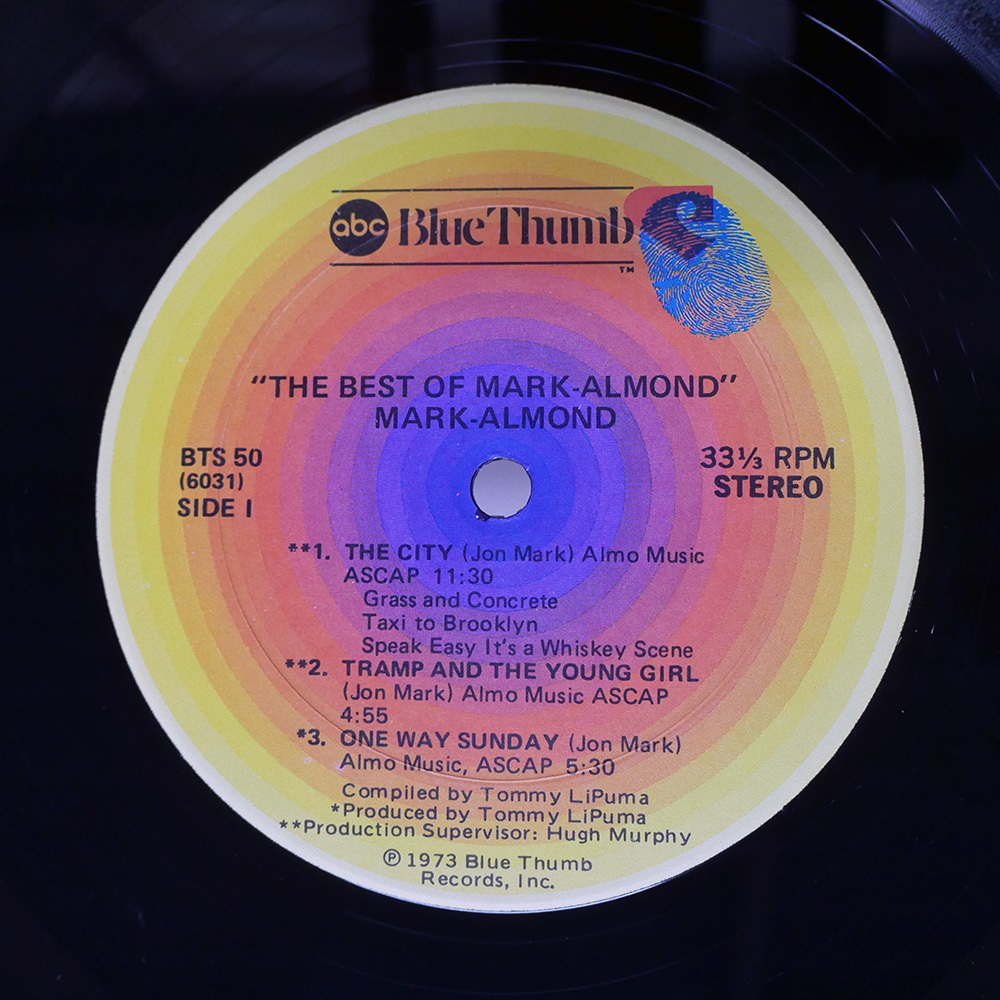 abc Blue Thumb
TM
"THE BEST OF MARK-ALMOND"
MARK-ALMOND
BTS 50
(6031)
SIDE I
33⅓ RPM
STEREO
**1. THE CITY (Jon Mark) Almo Music
ASCAP 11:30
Grass and Concrete
Taxi to Brooklyn
Speak Easy It's a Whiskey Scene
**2. TRAMP AND THE YOUNG GIRL
(Jon Mark) Almo Music ASCAP
4:55
*3. ONE WAY SUNDAY (Jon Mark)
Almo Music, ASCAP 5:30
Compiled by Tommy LiPuma
*Produced by Tommy LiPuma
**Production Supervisor: Hugh Murphy
℗ 1973 Blue Thumb
Records, Inc.